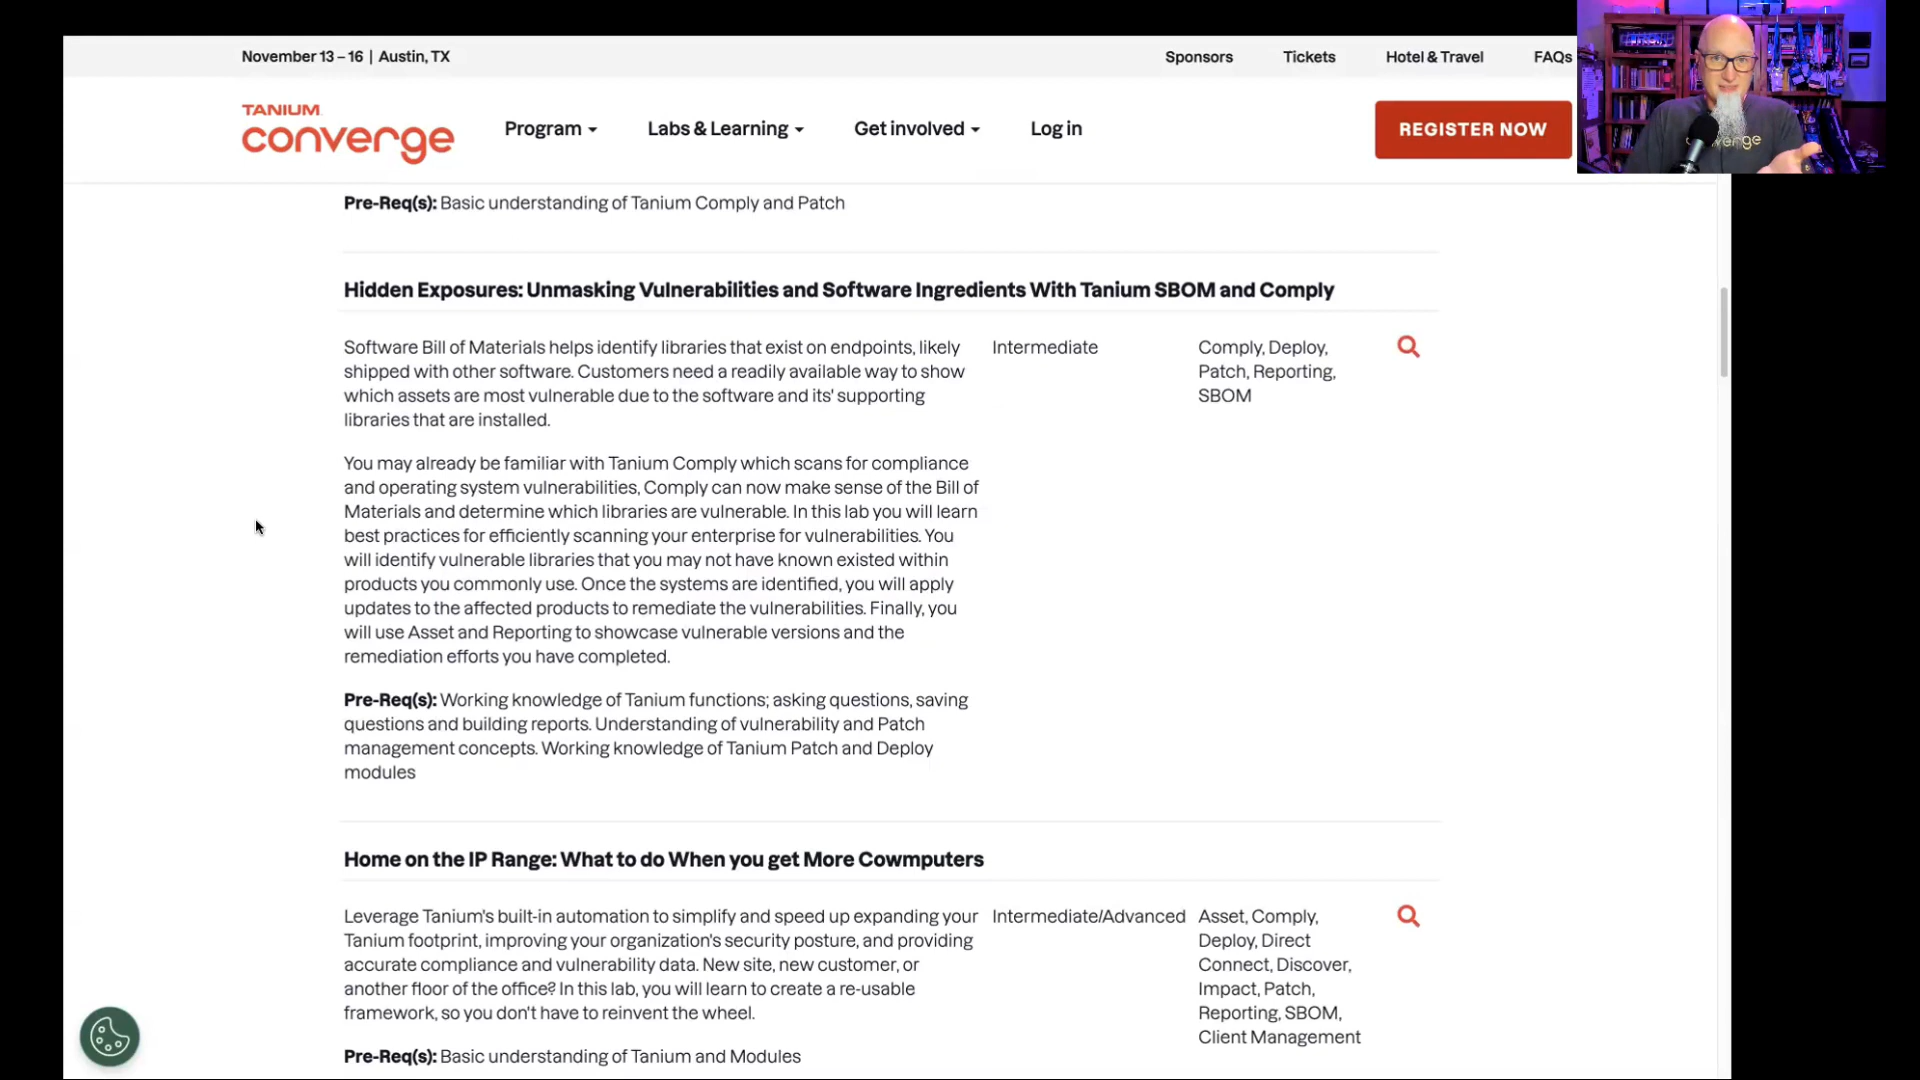 November 13 – 16 | Austin, TX
Sponsors
Tickets
Hotel & Travel
FAQs
TANIUM
converge
Program
Labs & Learning
Get involved
Log in
REGISTER NOW
converge
Pre-Req(s): Basic understanding of Tanium Comply and Patch
Hidden Exposures: Unmasking Vulnerabilities and Software Ingredients With Tanium SBOM and Comply
Software Bill of Materials helps identify libraries that exist on endpoints, likely
shipped with other software. Customers need a readily available way to show
which assets are most vulnerable due to the software and its' supporting
libraries that are installed.
You may already be familiar with Tanium Comply which scans for compliance
and operating system vulnerabilities, Comply can now make sense of the Bill of
Materials and determine which libraries are vulnerable. In this lab you will learn
best practices for efficiently scanning your enterprise for vulnerabilities. You
will identify vulnerable libraries that you may not have known existed within
products you commonly use. Once the systems are identified, you will apply
updates to the affected products to remediate the vulnerabilities. Finally, you
will use Asset and Reporting to showcase vulnerable versions and the
remediation efforts you have completed.
Pre-Req(s): Working knowledge of Tanium functions; asking questions, saving
questions and building reports. Understanding of vulnerability and Patch
management concepts. Working knowledge of Tanium Patch and Deploy
modules
Intermediate
Comply, Deploy,
Patch, Reporting,
SBOM
Home on the IP Range: What to do When you get More Cowmputers
Leverage Tanium's built-in automation to simplify and speed up expanding your
Tanium footprint, improving your organization's security posture, and providing
accurate compliance and vulnerability data. New site, new customer, or
another floor of the office? In this lab, you will learn to create a re-usable
framework, so you don't have to reinvent the wheel.
Pre-Req(s): Basic understanding of Tanium and Modules
Intermediate/Advanced
Asset, Comply,
Deploy, Direct
Connect, Discover,
Impact, Patch,
Reporting, SBOM,
Client Management